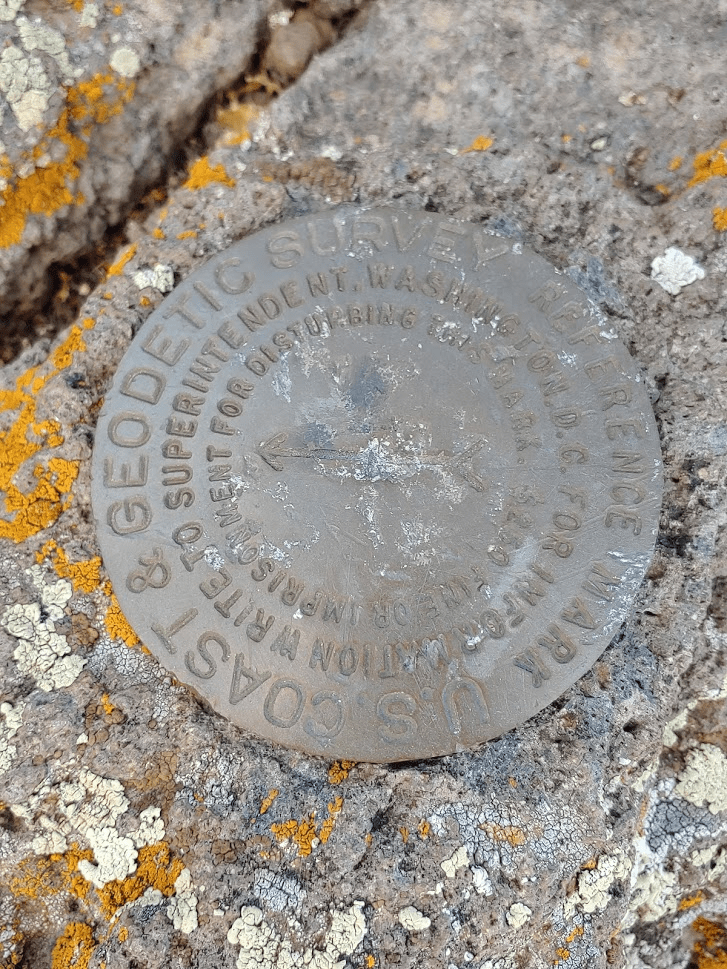 U.S. COAST & GEODETIC SURVEY REFERENCE MARK
FOR INFORMATION WRITE TO SUPERINTENDENT, WASHINGTON, D.C.
$250 FINE OR IMPRISONMENT FOR DISTURBING THIS MARK.